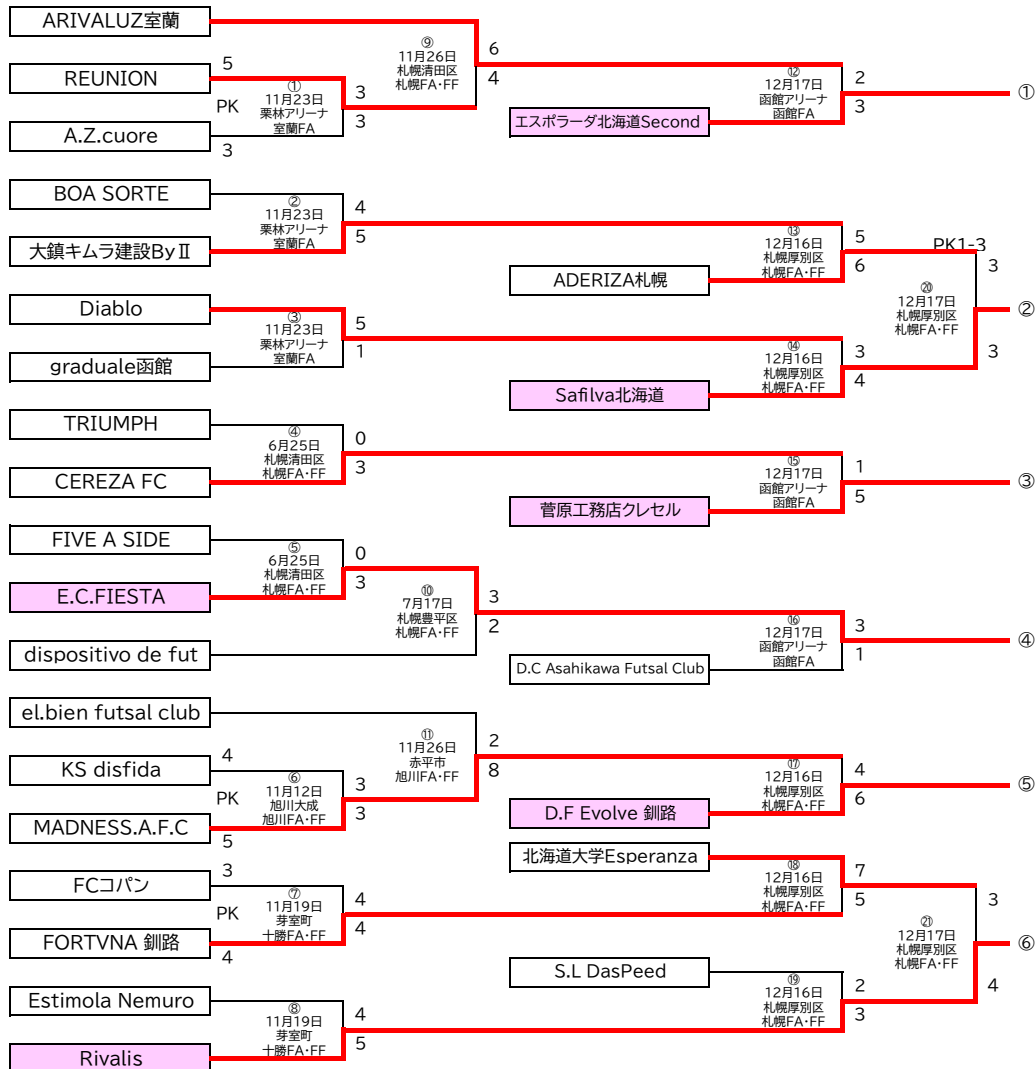 ARIVALUZ室蘭
REUNION
A.Z.cuore
5
PK
3
①
11月23日
栗林アリーナ
室蘭FA
3
3
⑨
11月26日
札幌清田区
札幌FA・FF
6
4
エスポラーダ北海道Second
⑫
12月17日
函館アリーナ
函館FA
2
3
①
BOA SORTE
大鎮キムラ建設ByⅡ
②
11月23日
栗林アリーナ
室蘭FA
4
5
ADERIZA札幌
⑬
12月16日
札幌厚別区
札幌FA・FF
5
6
PK1-3
3
⑳
12月17日
札幌厚別区
札幌FA・FF
3
②
Diablo
graduale函館
③
11月23日
栗林アリーナ
室蘭FA
5
1
Safilva北海道
⑭
12月16日
札幌厚別区
札幌FA・FF
3
4
TRIUMPH
CEREZA FC
④
6月25日
札幌清田区
札幌FA・FF
0
3
菅原工務店クレセル
⑮
12月17日
函館アリーナ
函館FA
1
5
③
FIVE A SIDE
E.C.FIESTA
⑤
6月25日
札幌清田区
札幌FA・FF
0
3
dispositivo de fut
⑩
7月17日
札幌豊平区
札幌FA・FF
3
2
D.C Asahikawa Futsal Club
⑯
12月17日
函館アリーナ
函館FA
3
1
④
el.bien futsal club
KS disfida
MADNESS.A.F.C
4
PK
5
⑥
11月12日
旭川大成
旭川FA・FF
3
3
⑪
11月26日
赤平市
旭川FA・FF
2
8
D.F Evolve 釧路
⑰
12月16日
札幌厚別区
札幌FA・FF
4
6
⑤
FCコパン
FORTVNA 釧路
3
PK
4
⑦
11月19日
芽室町
十勝FA・FF
4
4
北海道大学Esperanza
⑱
12月16日
札幌厚別区
札幌FA・FF
7
5
Estimola Nemuro
Rivalis
⑧
11月19日
芽室町
十勝FA・FF
4
5
S.L DasPeed
⑲
12月16日
札幌厚別区
札幌FA・FF
2
3
㉑
12月17日
札幌厚別区
札幌FA・FF
3
4
⑥